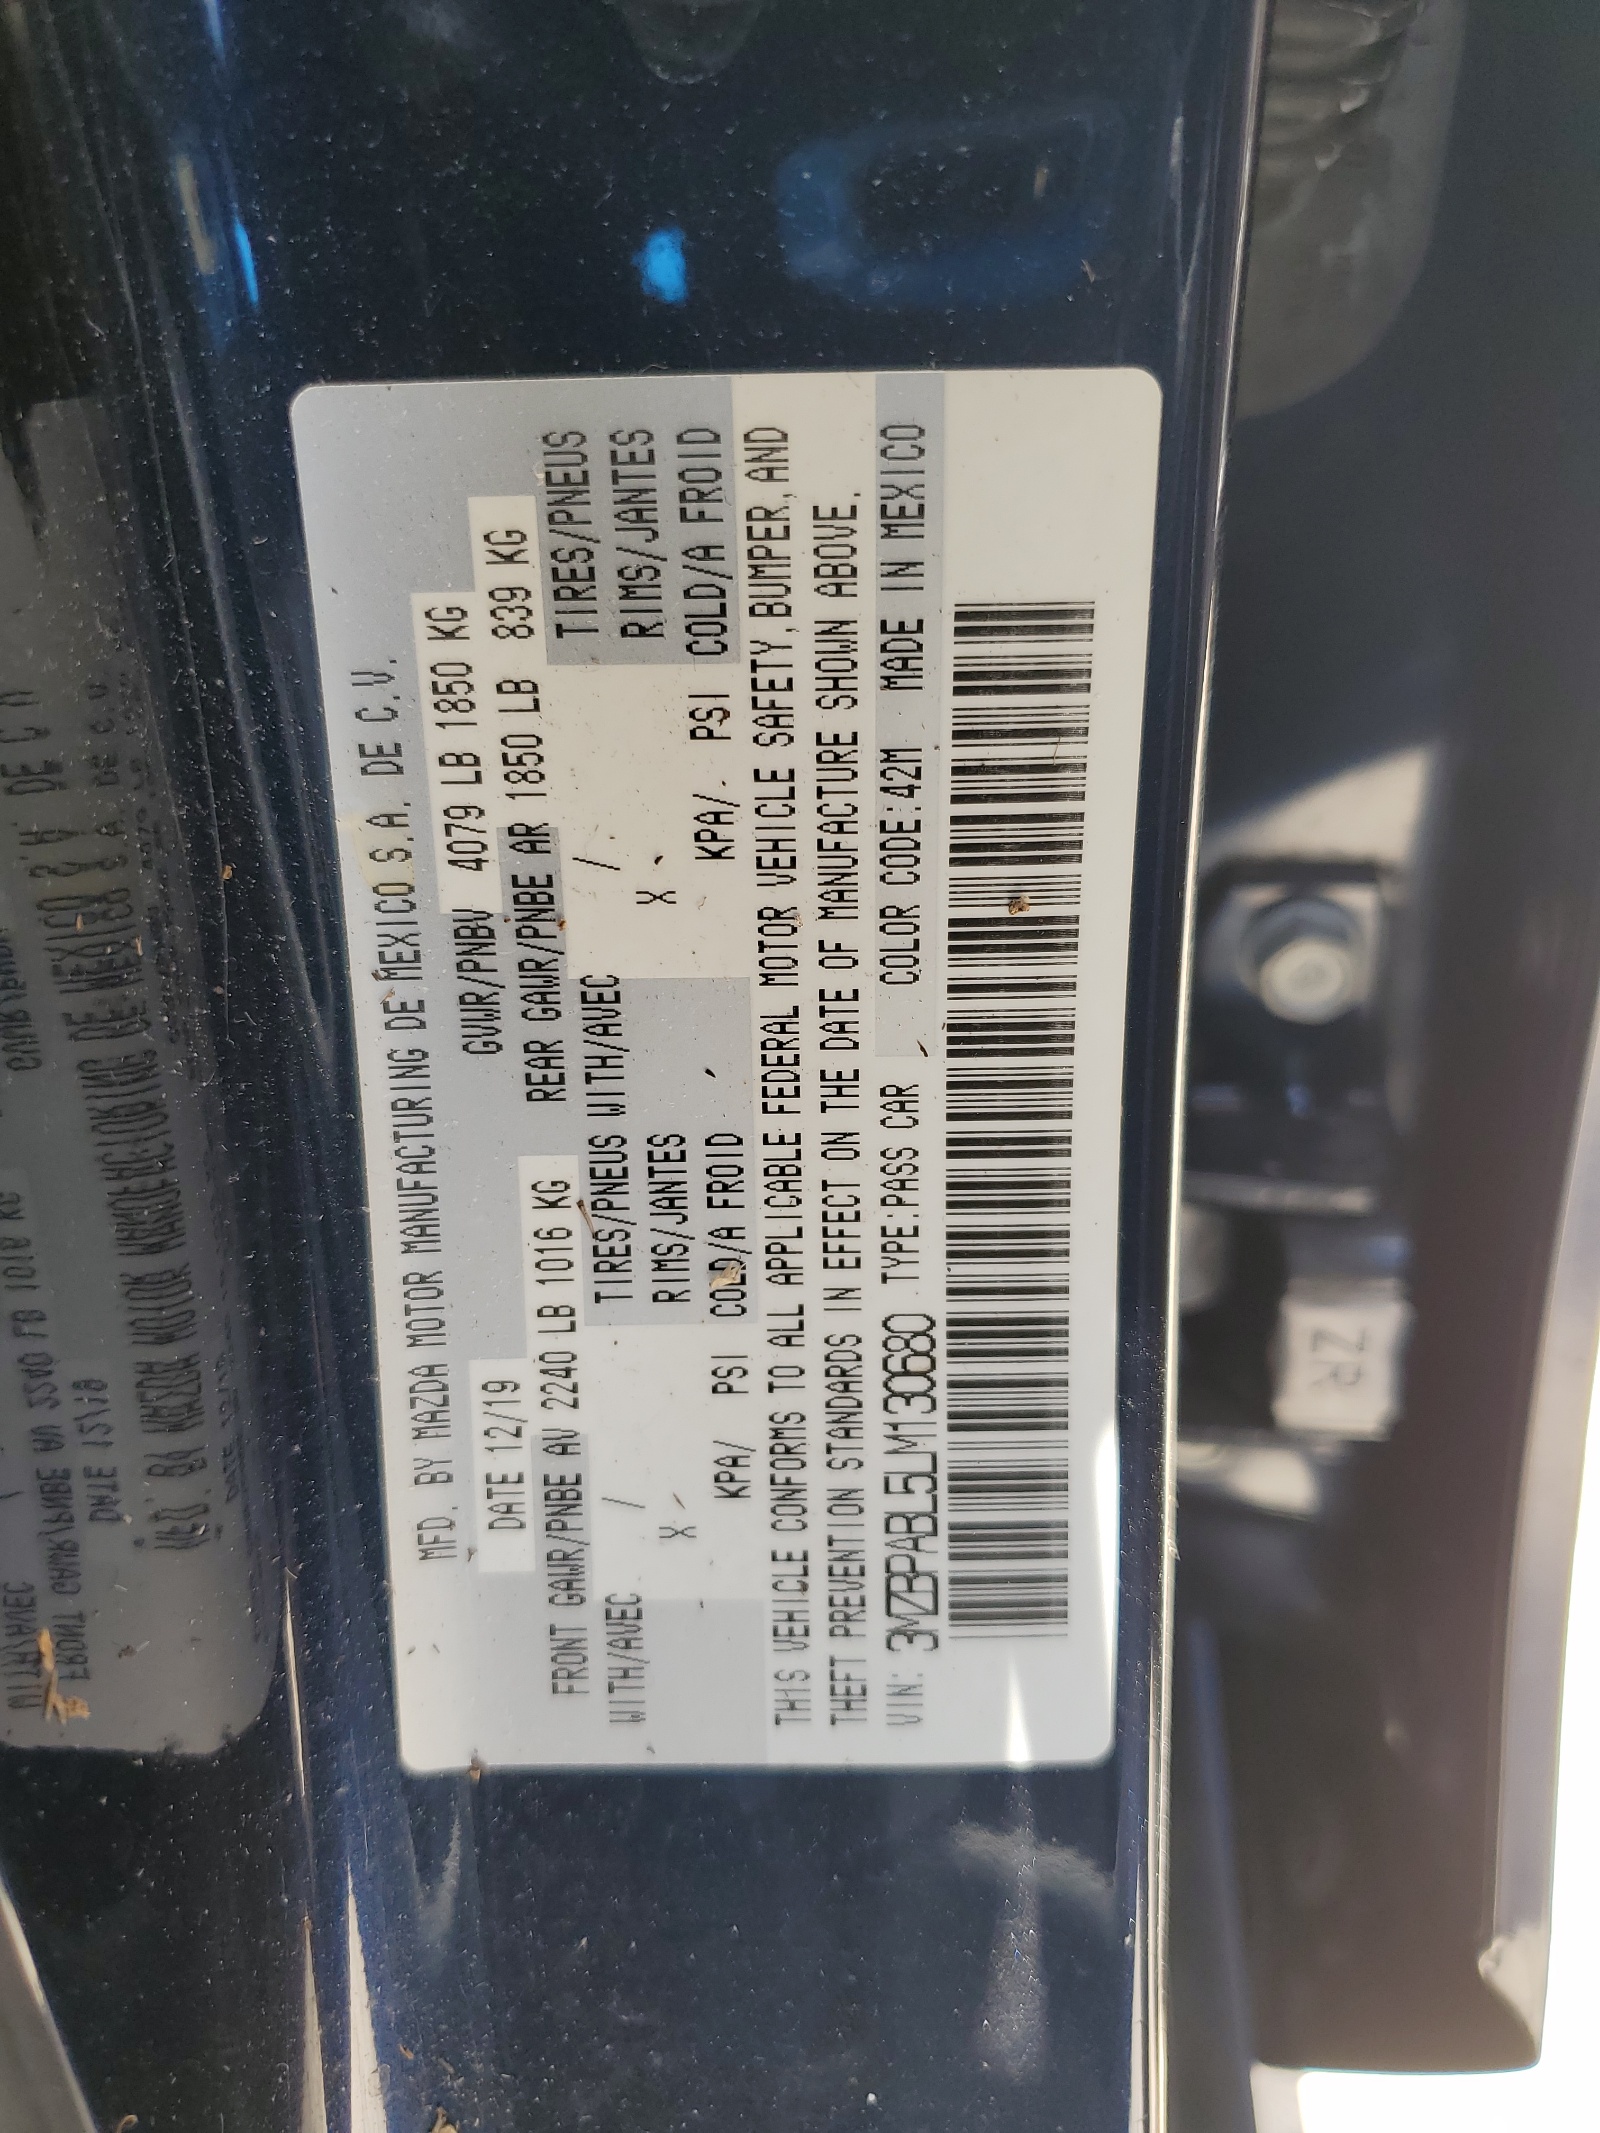 MFD. BY MAZDA MOTOR MANUFACTURING DE MEXICO S.A. DE C.V.
DATE 12/19 GVWR/PNBV 4079 LB 1850 KG
FRONT GAWR/PNBE AV 2240 LB 1016 KG REAR GAWR/PNBE AR 1850 LB 839 KG
WITH/AVEC / TIRES/PNEUS WITH/AVEC / TIRES/PNEUS
X RIMS/JANTES X RIMS/JANTES
KPA/ PSI COLD/A FROID KPA/. PSI COLD/A FROID
THIS VEHICLE CONFORMS TO ALL APPLICABLE FEDERAL MOTOR VEHICLE SAFETY, BUMPER, AND
THEFT PREVENTION STANDARDS IN EFFECT ON THE DATE OF MANUFACTURE SHOWN ABOVE.
VIN: 3MZBPABL5LM130680 TYPE:PASS CAR COLOR CODE:42M MADE IN MEXICO
ZR